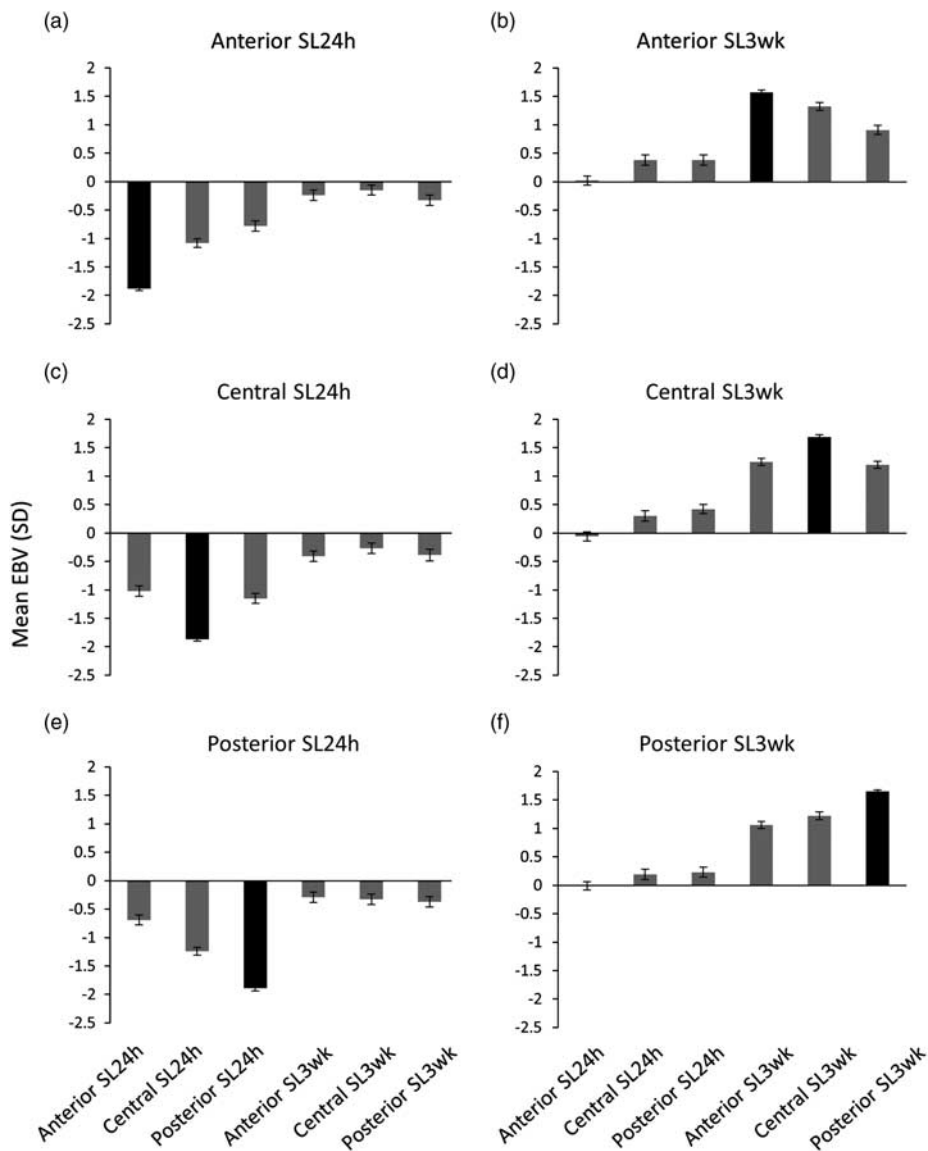 (a)
Anterior SL24h
2
1.5
1
0.5
0
-0.5
-1
-1.5
-2
-2.5
(b)
Anterior SL3wk
2
1.5
1
0.5
0
-0.5
-1
-1.5
-2
-2.5
(c)
Central SL24h
2
1.5
1
0.5
0
-0.5
-1
-1.5
-2
-2.5
(d)
Central SL3wk
2
1.5
1
0.5
0
-0.5
-1
-1.5
-2
-2.5
Mean EBV (SD)
(e)
Posterior SL24h
2
1.5
1
0.5
0
-0.5
-1
-1.5
-2
-2.5
Anterior SL24h
Central SL24h
Posterior SL24h
Anterior SL3wk
Central SL3wk
Posterior SL3wk
(f)
Posterior SL3wk
2
1.5
1
0.5
0
-0.5
-1
-1.5
-2
-2.5
Anterior SL24h
Central SL24h
Posterior SL24h
Anterior SL3wk
Central SL3wk
Posterior SL3wk